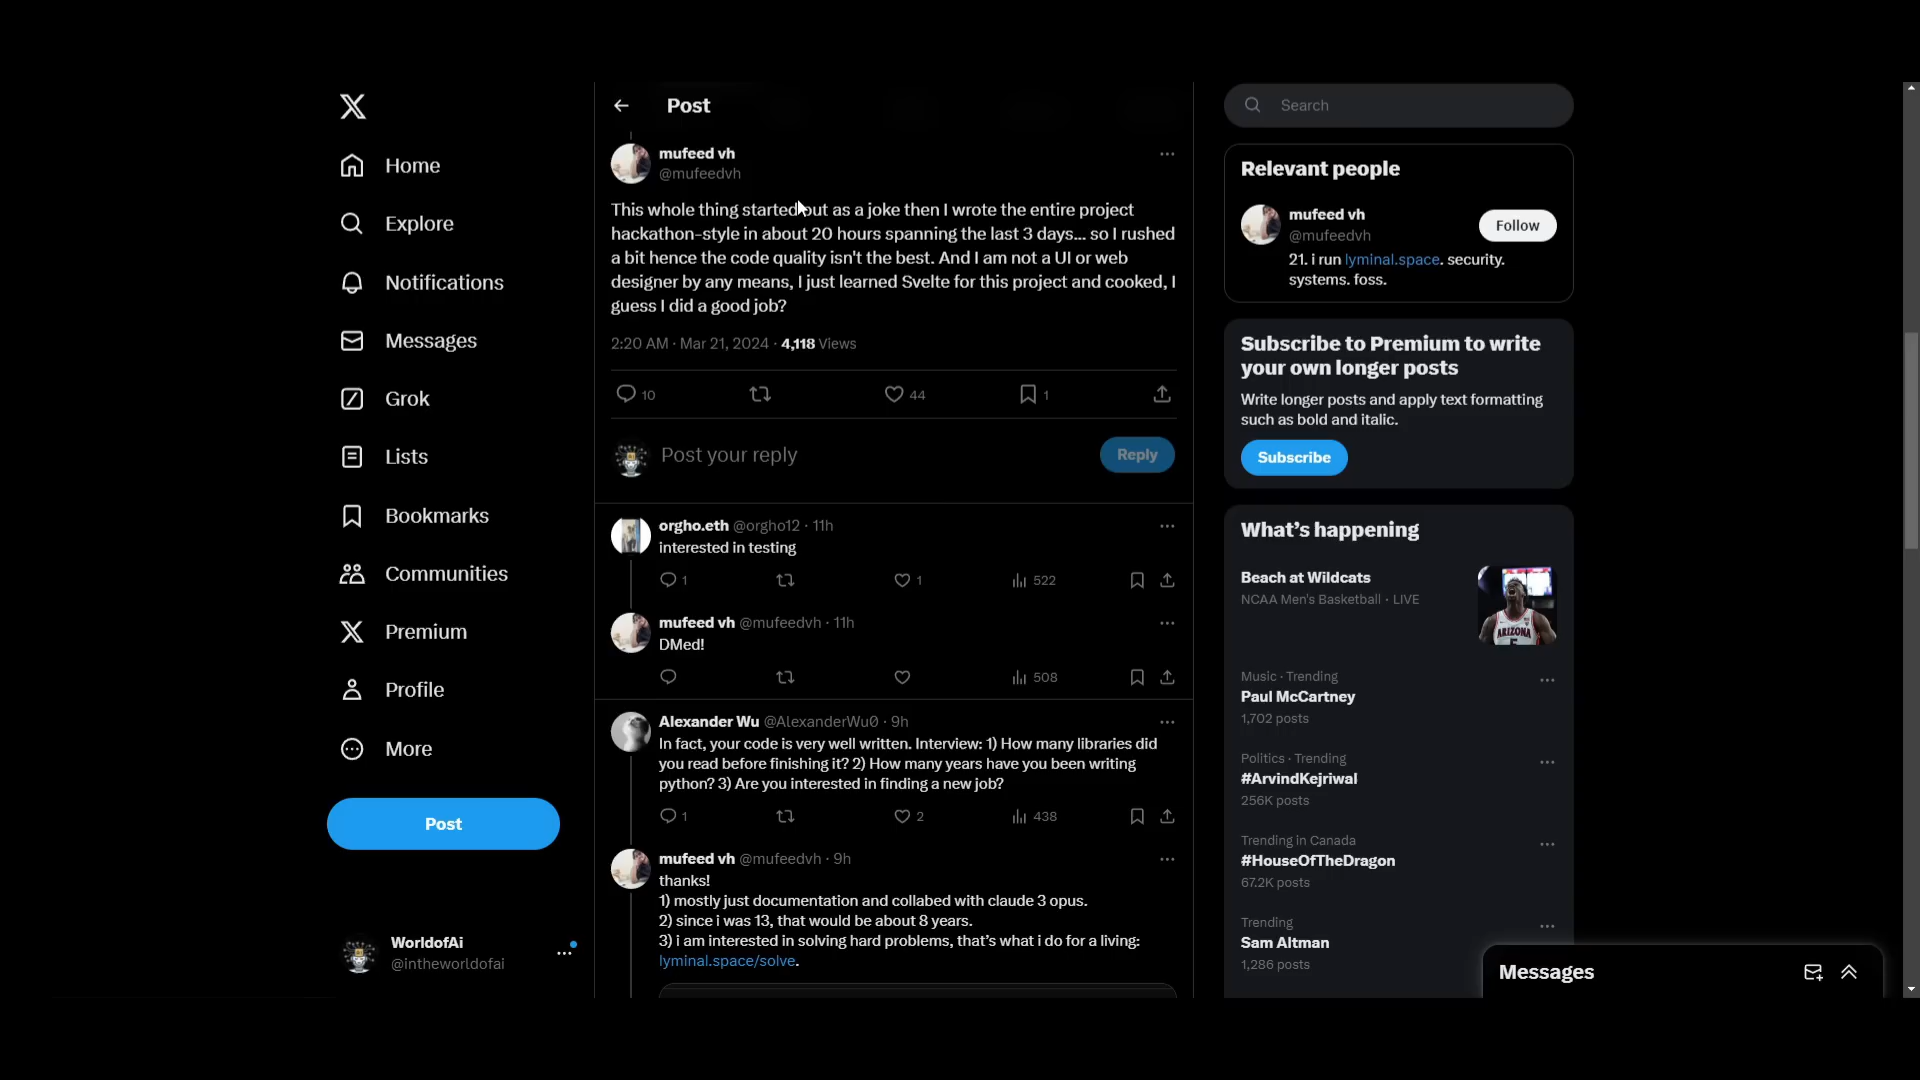 Home
Explore
Notifications
Messages
Grok
Lists
Bookmarks
Communities
Premium
Profile
More
Post
WorldofAi
@intheworldofai
Post
mufeed vh
@mufeedvh
This whole thing started out as a joke then I wrote the entire project
hackathon-style in about 20 hours spanning the last 3 days... so I rushed
a bit hence the code quality isn't the best. And I am not a UI or web
designer by any means, I just learned Svelte for this project and cooked, I
guess I did a good job?
2:20 AM · Mar 21, 2024 · 4,118 Views
10
44
1
Post your reply
Reply
orgho.eth @orgho12 · 11h
interested in testing
1
1
522
mufeed vh @mufeedvh · 11h
DMed!
508
Alexander Wu @AlexanderWu0 · 9h
In fact, your code is very well written. Interview: 1) How many libraries did
you read before finishing it? 2) How many years have you been writing
python? 3) Are you interested in finding a new job?
1
2
438
mufeed vh @mufeedvh · 9h
thanks!
1) mostly just documentation and collabed with claude 3 opus.
2) since i was 13, that would be about 8 years.
3) i am interested in solving hard problems, that's what i do for a living:
lyminal.space/solve.
Search
Relevant people
mufeed vh
@mufeedvh
Follow
21. i run lyminal.space. security.
systems. foss.
Subscribe to Premium to write
your own longer posts
Write longer posts and apply text formatting
such as bold and italic.
Subscribe
What's happening
Beach at Wildcats
NCAA Men's Basketball · LIVE
ARIZONA
Music · Trending
Paul McCartney
1,702 posts
Politics · Trending
#ArvindKejriwal
256K posts
Trending in Canada
#HouseOfTheDragon
67.2K posts
Trending
Sam Altman
1,286 posts
Messages